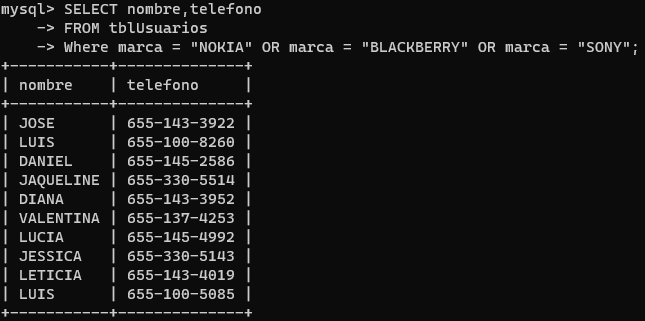 mysql> SELECT nombre,telefono
    -> FROM tblUsuarios
    -> Where marca = "NOKIA" OR marca = "BLACKBERRY" OR marca = "SONY";
+-----------+--------------+
| nombre    | telefono     |
+-----------+--------------+
| JOSE      | 655-143-3922 |
| LUIS      | 655-100-8260 |
| DANIEL    | 655-145-2586 |
| JAQUELINE | 655-330-5514 |
| DIANA     | 655-143-3952 |
| VALENTINA | 655-137-4253 |
| LUCIA     | 655-145-4992 |
| JESSICA   | 655-330-5143 |
| LETICIA   | 655-143-4019 |
| LUIS      | 655-100-5085 |
+-----------+--------------+